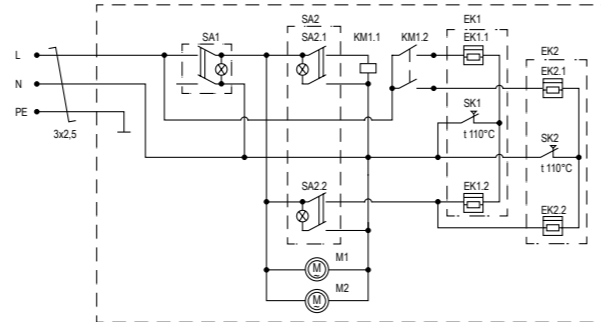 SA2
EK1
SA1
SA2.1
KM1.1
KM1.2
EK1.1
EK2
L
EK2.1
N
SK1
PE
t 110°C
SK2
3x2,5
t 110°C
SA2.2
EK1.2
EK2.2
M1
M
M2
M